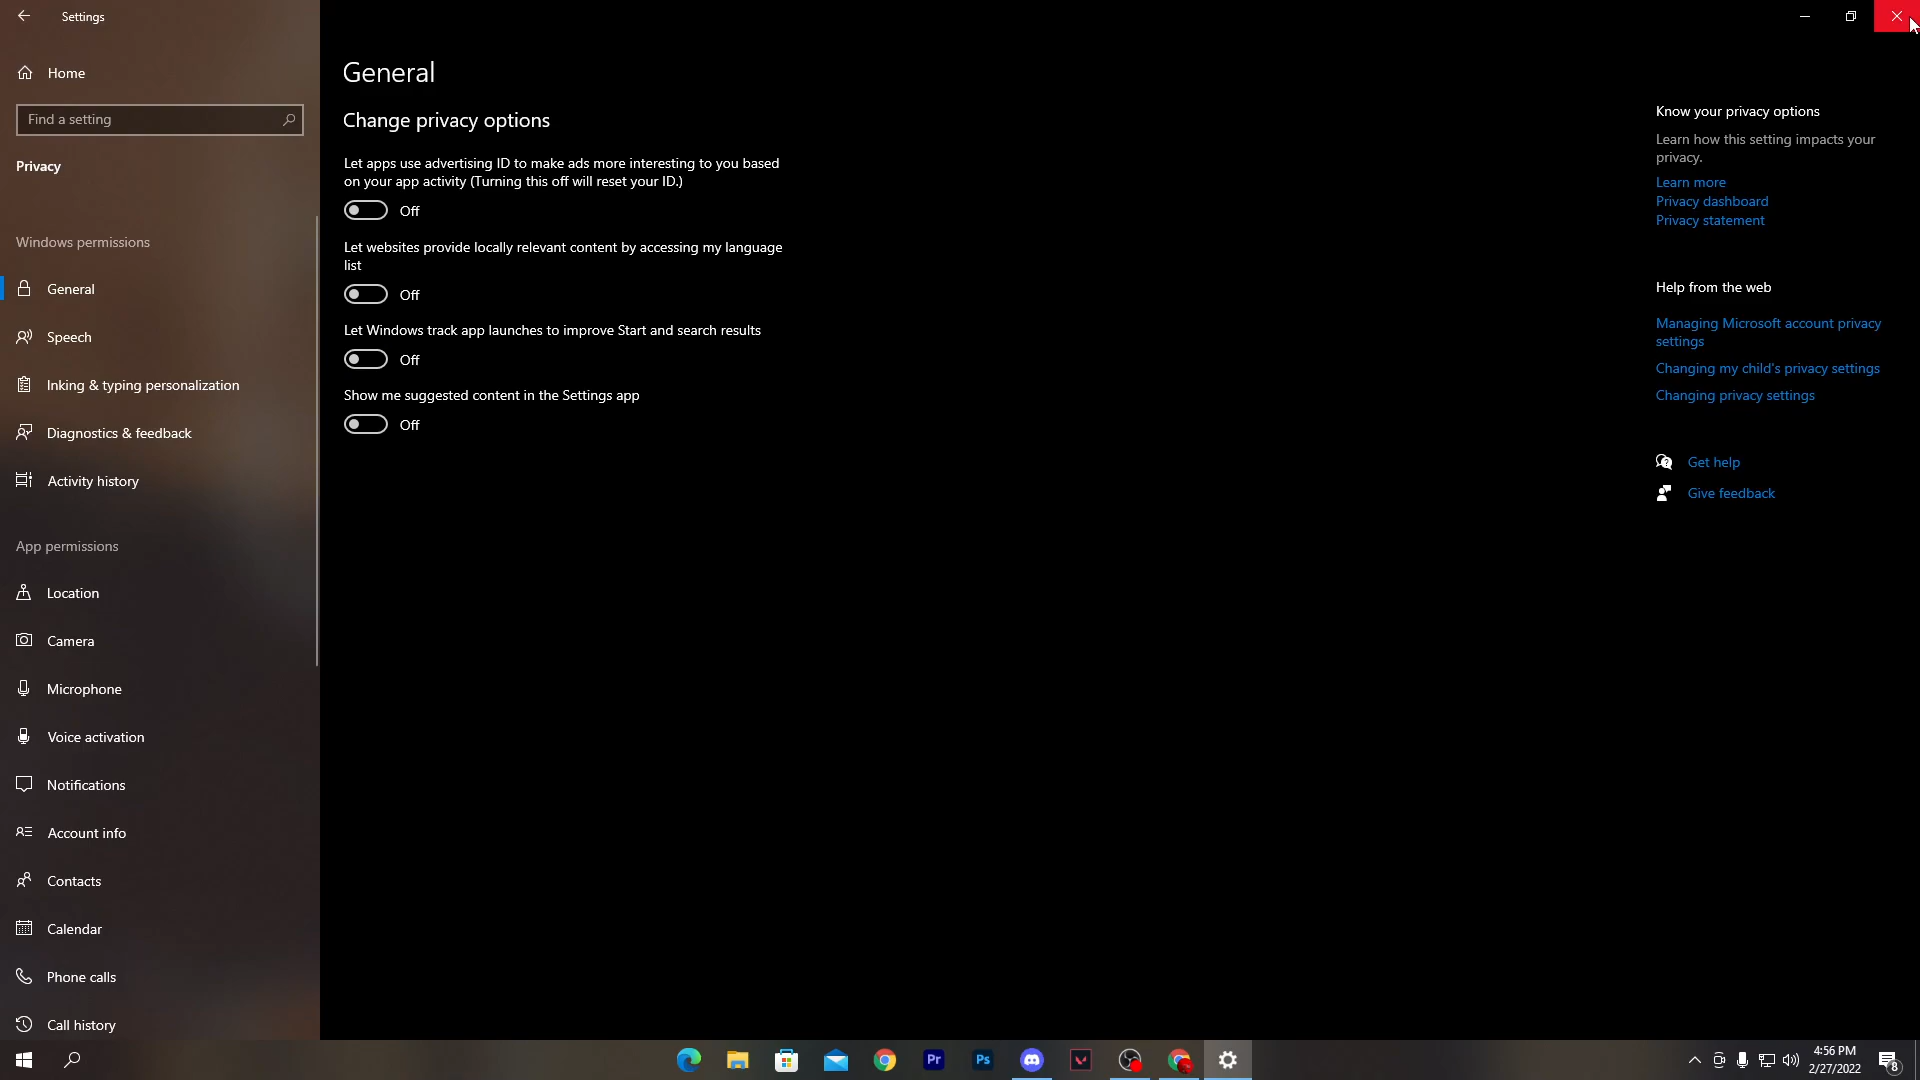 Settings
Home
Find a setting
Privacy
Windows permissions
General
Speech
Inking & typing personalization
Diagnostics & feedback
Activity history
App permissions
Location
Camera
Microphone
Voice activation
Notifications
Account info
Contacts
Calendar
Phone calls
Call history
General
Change privacy options
Let apps use advertising ID to make ads more interesting to you based
on your app activity (Turning this off will reset your ID.)
Off
Let websites provide locally relevant content by accessing my language
list
Off
Let Windows track app launches to improve Start and search results
Off
Show me suggested content in the Settings app
Off
Know your privacy options
Learn how this setting impacts your
privacy.
Learn more
Privacy dashboard
Privacy statement
Help from the web
Managing Microsoft account privacy
settings
Changing my child's privacy settings
Changing privacy settings
Get help
Give feedback
Pr
Ps
4:56 PM
2/27/2022
8